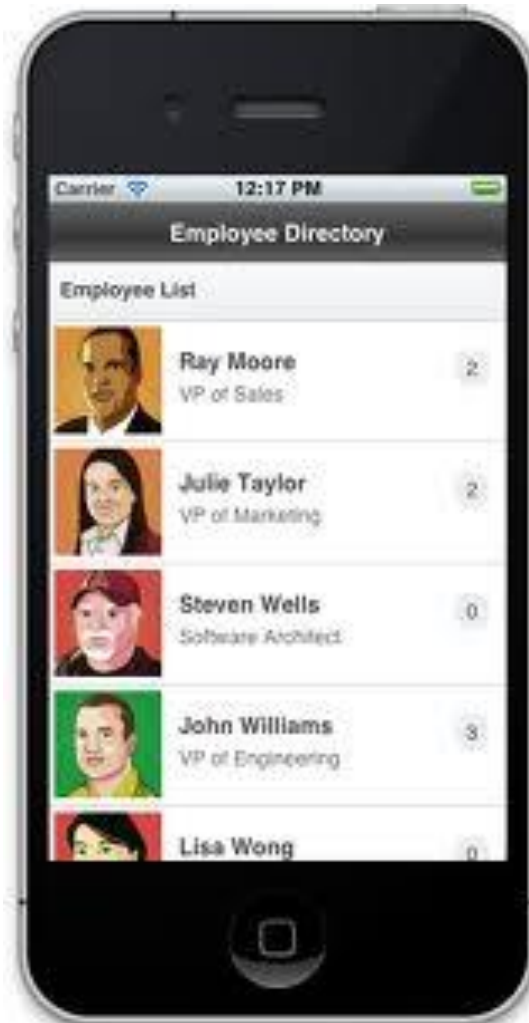 Carrier 12:17 PM
Employee Directory
Employee List
Ray Moore 2
VP of Sales
Julie Taylor 2
VP of Marketing
Steven Wells 0
Software Architect
John Williams 3
VP of Engineering
Lisa Wong 0